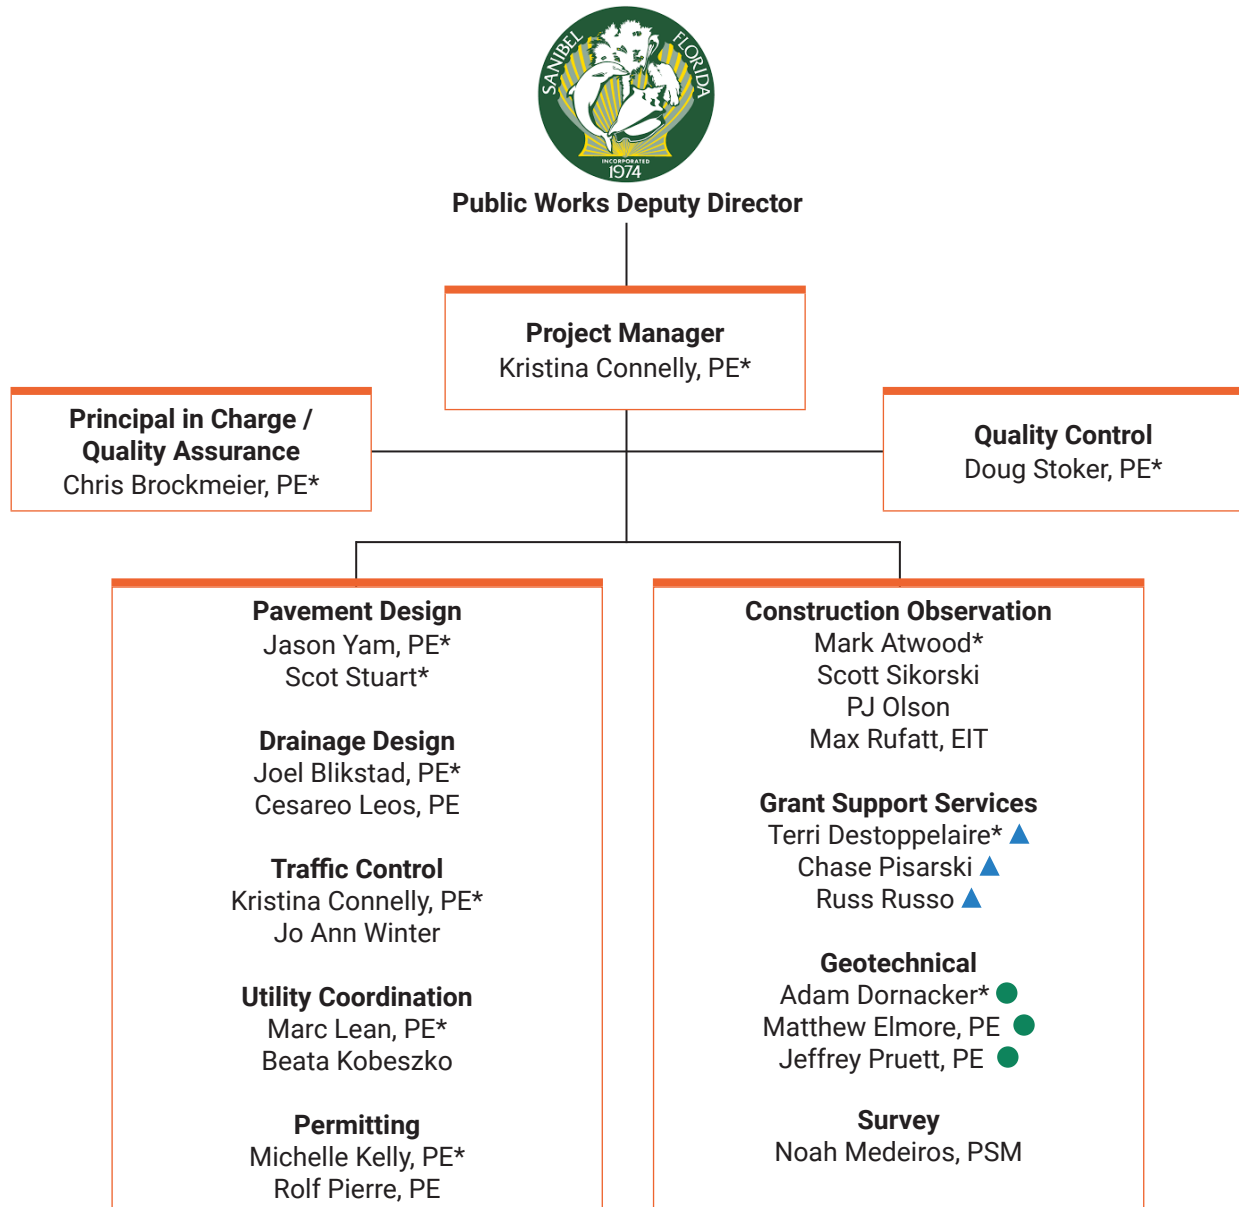 SANIBEL FLORIDA
INCORPORATED
1974
Public Works Deputy Director
Project Manager
Kristina Connelly, PE*
Principal in Charge /
Quality Assurance
Chris Brockmeier, PE*
Quality Control
Doug Stoker, PE*
Pavement Design
Jason Yam, PE*
Scot Stuart*
Drainage Design
Joel Blikstad, PE*
Cesareo Leos, PE
Traffic Control
Kristina Connelly, PE*
Jo Ann Winter
Utility Coordination
Marc Lean, PE*
Beata Kobeszko
Permitting
Michelle Kelly, PE*
Rolf Pierre, PE
Construction Observation
Mark Atwood*
Scott Sikorski
PJ Olson
Max Rufatt, EIT
Grant Support Services
Terri Destoppelaire*
Chase Pisarski
Russ Russo
Geotechnical
Adam Dornacker*
Matthew Elmore, PE
Jeffrey Pruett, PE
Survey
Noah Medeiros, PSM